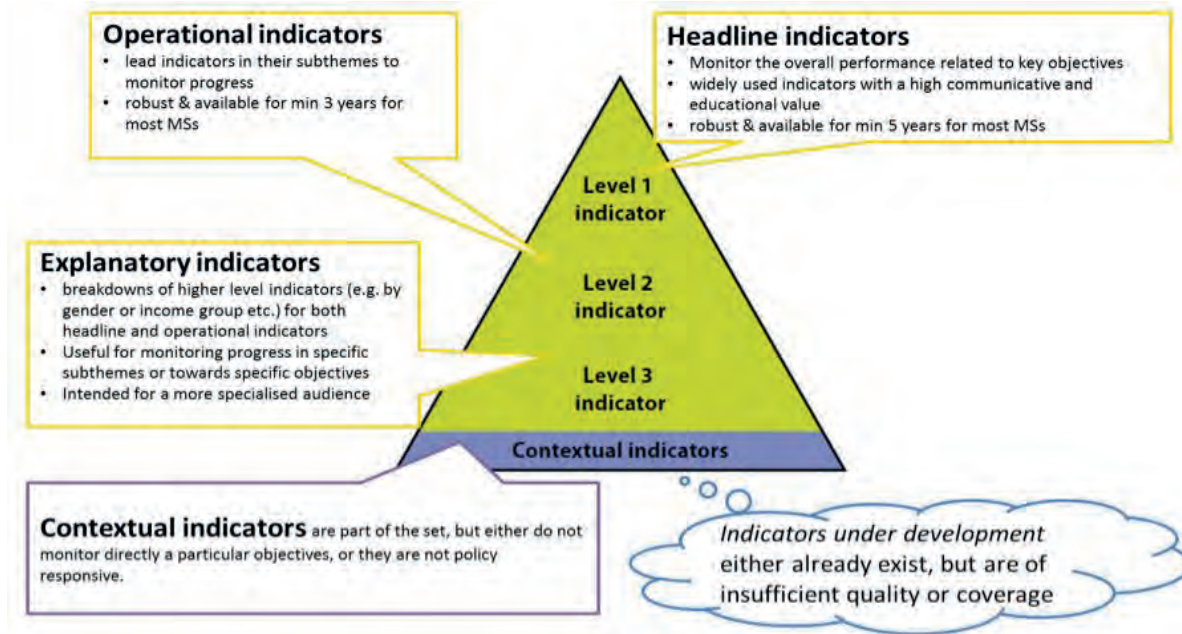 Operational indicators
• lead indicators in their subthemes to
monitor progress
• robust & available for min 3 years for
most MSs
Headline indicators
• Monitor the overall performance related to key objectives
• widely used indicators with a high communicative and
educational value
• robust & available for min 5 years for most MSs
Level 1
indicator
Explanatory indicators
• breakdowns of higher level indicators (e.g. by
gender or income group etc.) for both
headline and operational indicators
• Useful for monitoring progress in specific
subthemes or towards specific objectives
• Intended for a more specialised audience
Level 2
indicator
Level 3
indicator
Contextual indicators
Contextual indicators are part of the set, but either do not
monitor directly a particular objectives, or they are not policy
responsive.
Indicators under development
either already exist, but are of
insufficient quality or coverage